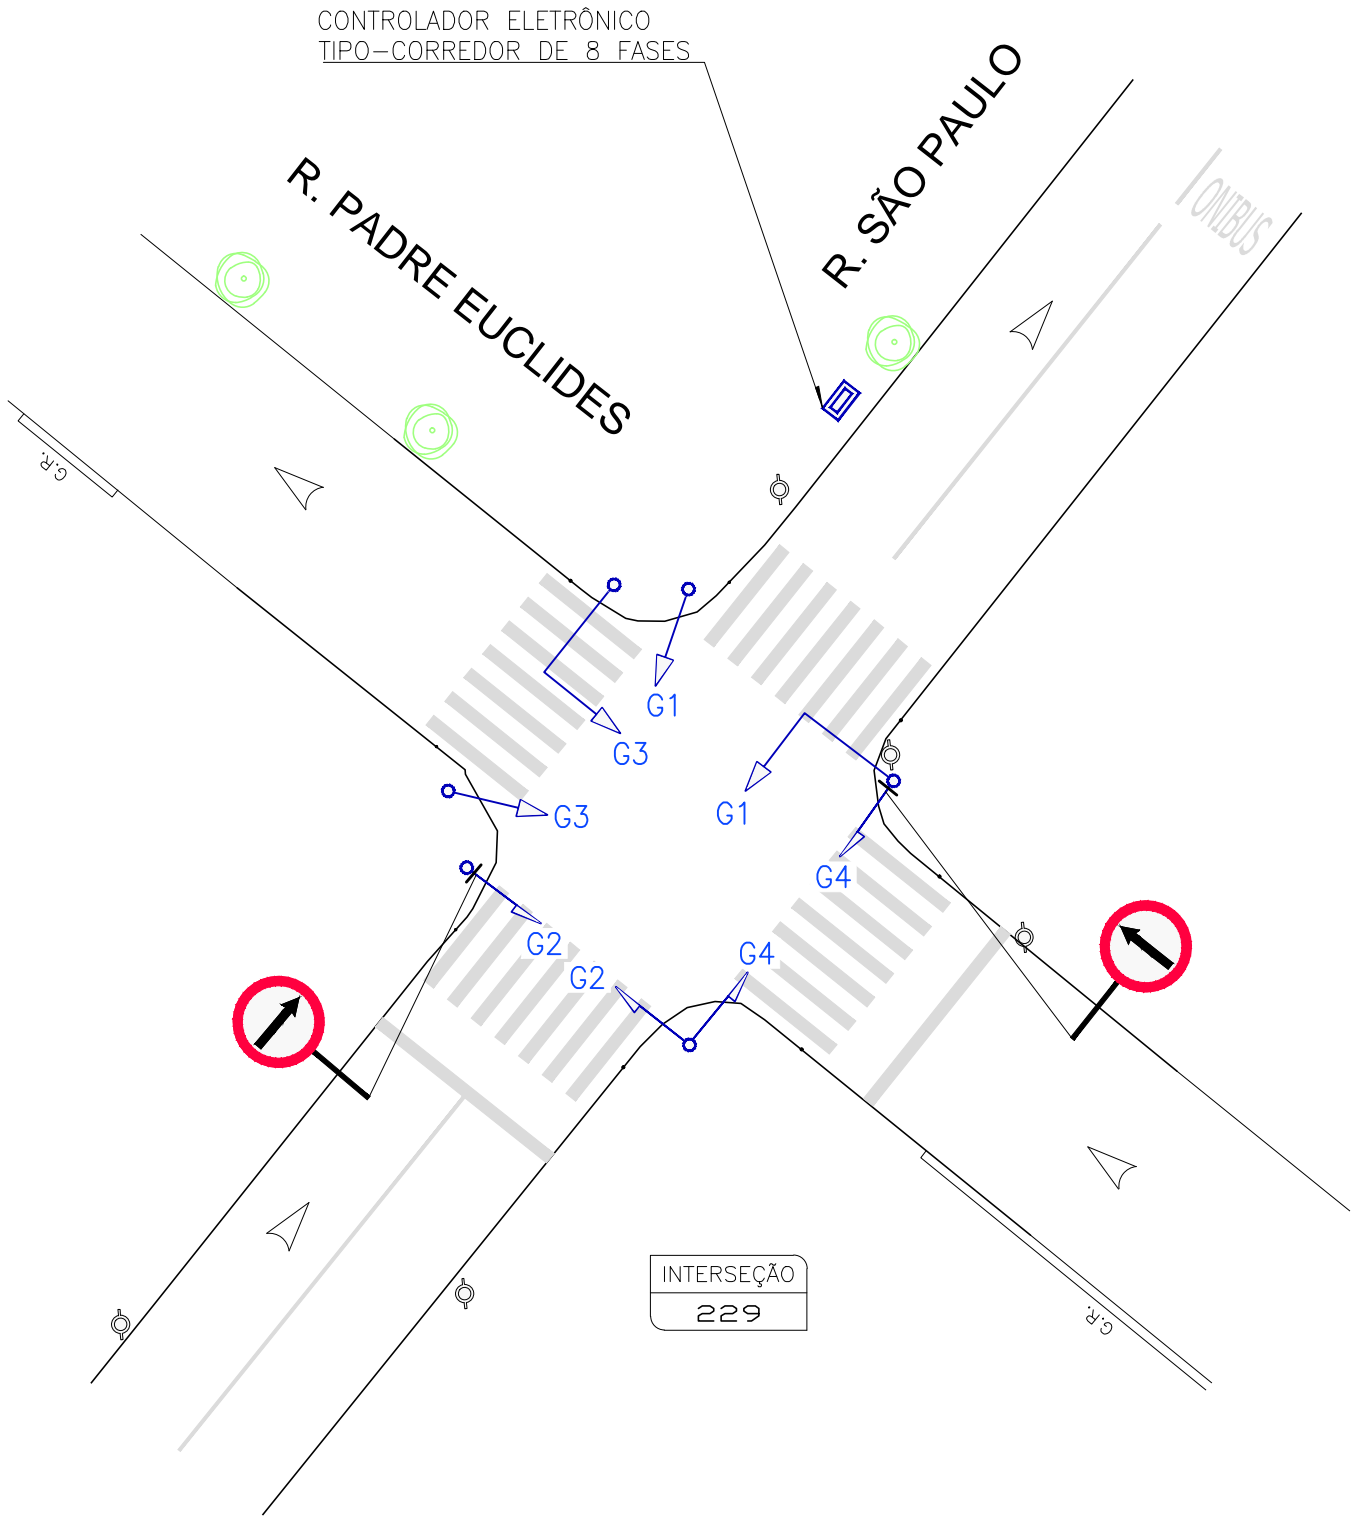 CONTROLADOR ELETRÔNICO
TIPO-CORREDOR DE 8 FASES
R. SÃO PAULO
R. PADRE EUCLIDES
ONIBUS
G.R.
G1
G3
G1
G3
G4
G2
G4
G2
INTERSEÇÃO
229
G.R.